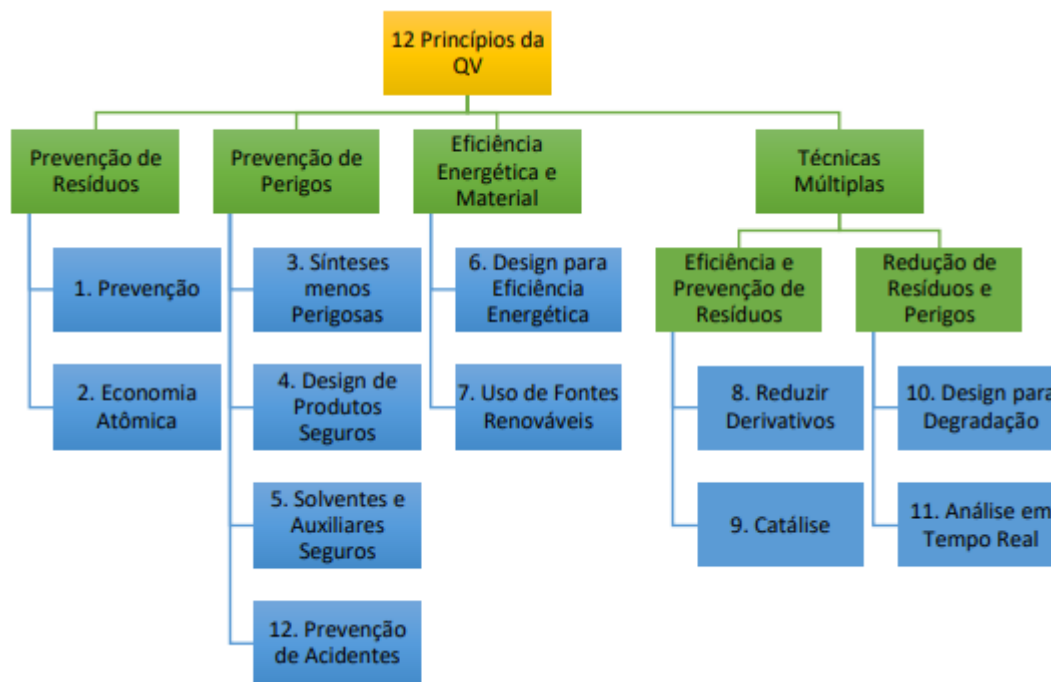 12 Princípios da
QV
Prevenção de
Resíduos
Prevenção de
Perigos
Eficiência
Energética e
Material
Técnicas
Múltiplas
1. Prevenção
2. Economia
Atômica
3. Sínteses
menos
Perigosas
4. Design de
Produtos
Seguros
5. Solventes e
Auxiliares
Seguros
12. Prevenção
de Acidentes
6. Design para
Eficiência
Energética
7. Uso de Fontes
Renováveis
Eficiência e
Prevenção de
Resíduos
8. Reduzir
Derivativos
9. Catálise
Redução de
Resíduos e
Perigos
10. Design para
Degradação
11. Análise em
Tempo Real